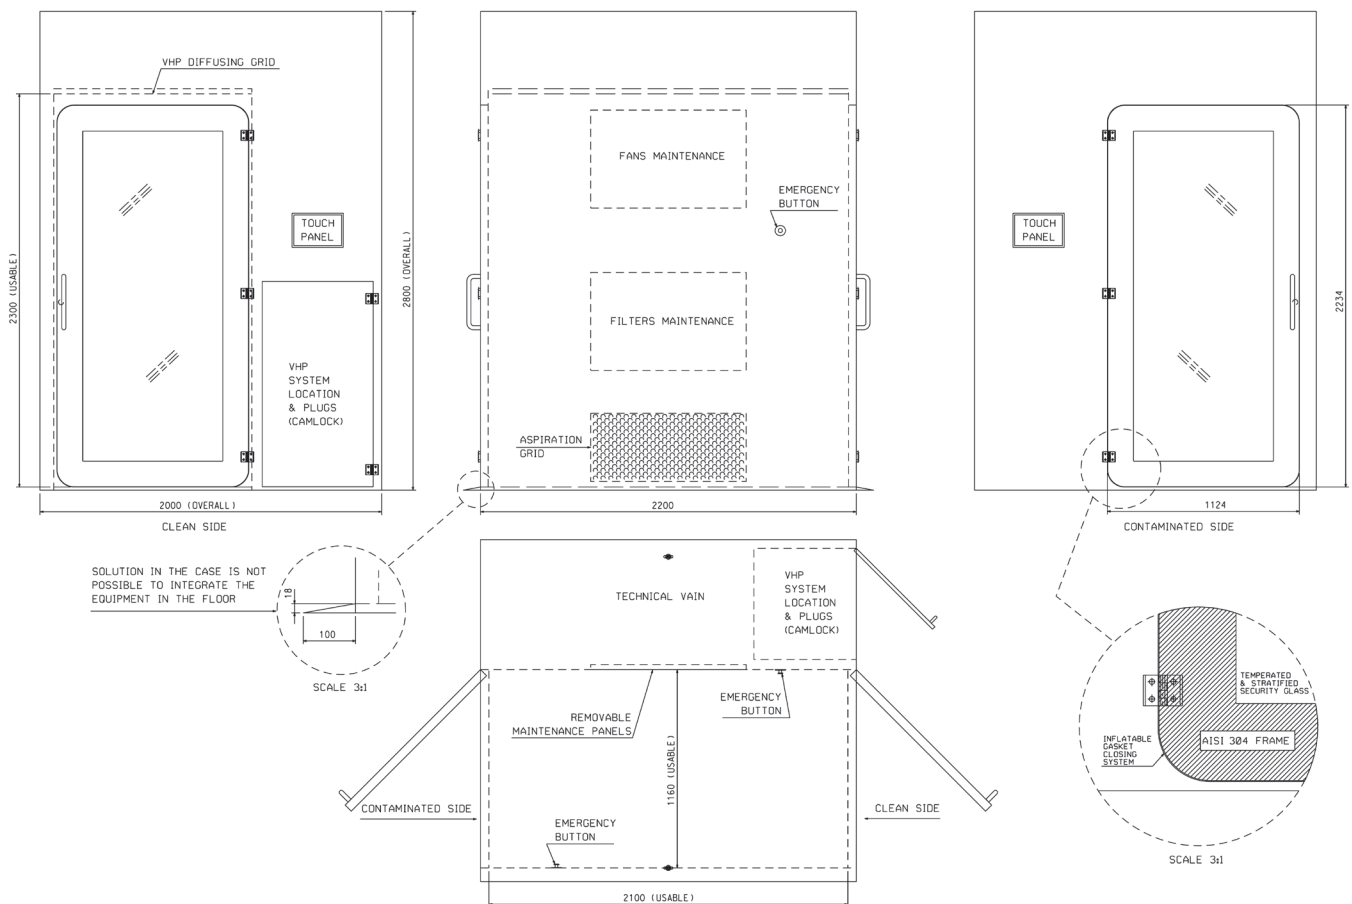 VHP DIFFUSING GRID
2300 (USABLE)
TOUCH
PANEL
VHP
SYSTEM
LOCATION
& PLUGS
(CAMLOCK)
2800 (OVERALL)
2000 (OVERALL)
CLEAN SIDE
FANS MAINTENANCE
EMERGENCY
BUTTON
FILTERS MAINTENANCE
ASPIRATION
GRID
2200
TOUCH
PANEL
2234
1124
CONTAMINATED SIDE
SOLUTION IN THE CASE IS NOT
POSSIBLE TO INTEGRATE THE
EQUIPMENT IN THE FLOOR
18
100
SCALE 3:1
TECHNICAL VAIN
VHP
SYSTEM
LOCATION
& PLUGS
(CAMLOCK)
REMOVABLE
MAINTENANCE PANELS
EMERGENCY
BUTTON
1160 (USABLE)
CONTAMINATED SIDE
CLEAN SIDE
EMERGENCY
BUTTON
2100 (USABLE)
TEMPERATED
& STRATIFIED
SECURITY GLASS
INFLATABLE
GASKET
CLOSING
SYSTEM
AISI 304 FRAME
SCALE 3:1